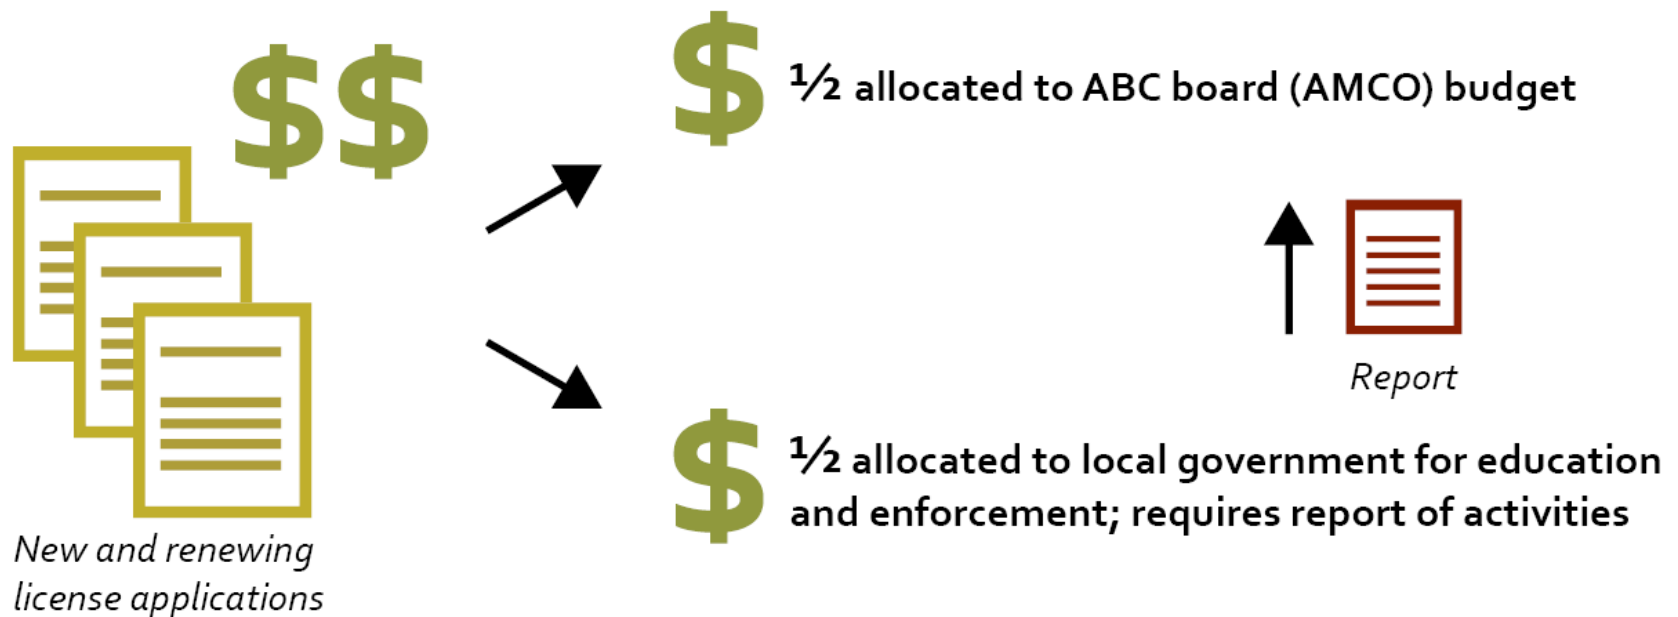 $$
$ ½ allocated to ABC board (AMCO) budget
Report
$ ½ allocated to local government for education
and enforcement; requires report of activities
New and renewing
license applications